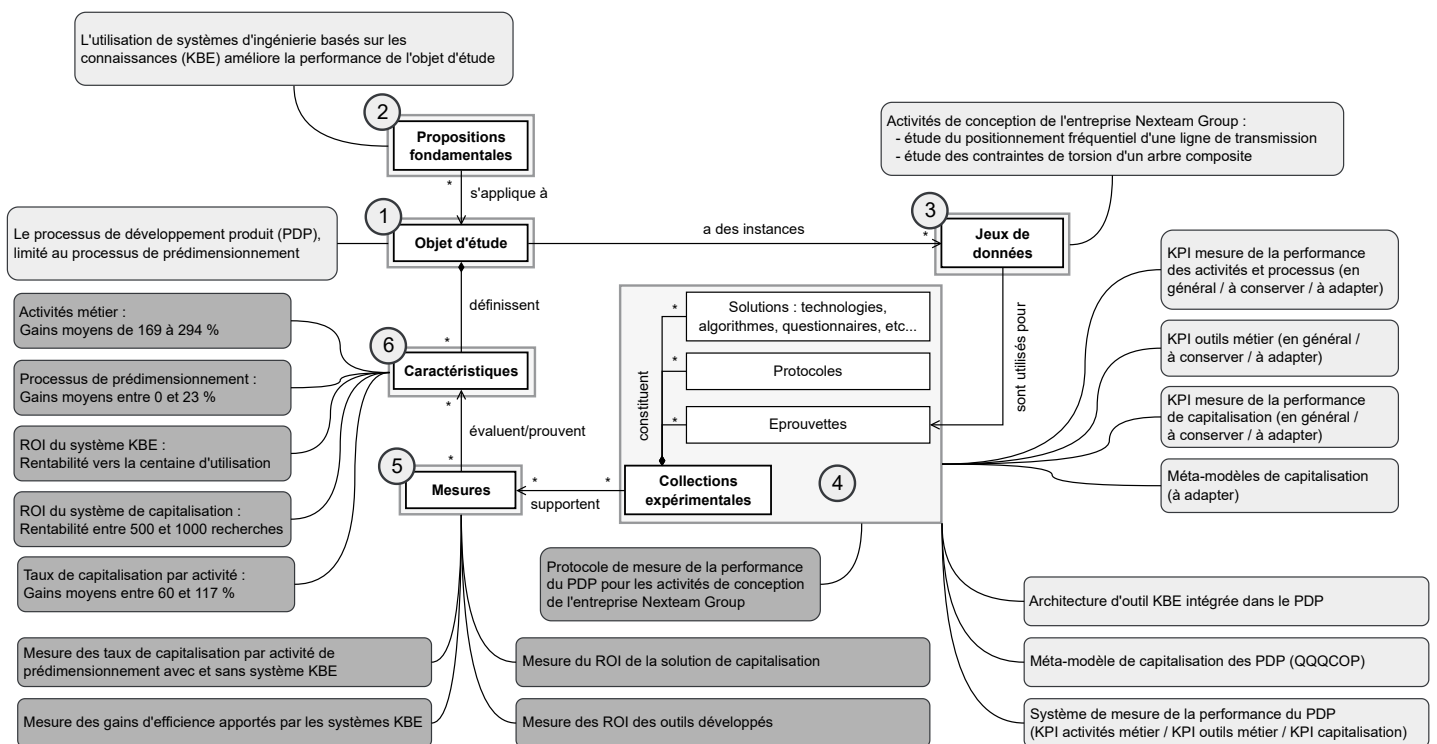 L'utilisation de systèmes d'ingénierie basés sur les
connaissances (KBE) améliore la performance de l'objet d'étude
2
Propositions
fondamentales
Activités de conception de l'entreprise Nexteam Group :
- étude du positionnement fréquentiel d'une ligne de transmission
- étude des contraintes de torsion d'un arbre composite
*
s'applique à
Le processus de développement produit (PDP),
limité au processus de prédimensionnement
1
Objet d'étude
a des instances
*
3
Jeux de
données
définissent
*
sont utilisés pour
Activités métier :
Gains moyens de 169 à 294 %
Processus de prédimensionnement :
Gains moyens entre 0 et 23 %
ROI du système KBE :
Rentabilité vers la centaine d'utilisation
ROI du système de capitalisation :
Rentabilité entre 500 et 1000 recherches
Taux de capitalisation par activité :
Gains moyens entre 60 et 117 %
6
Caractéristiques
*
évaluent/prouvent
*
5
Mesures
*
supportent
*
*
Solutions : technologies,
algorithmes, questionnaires, etc...
*
Protocoles
*
Eprouvettes
constituent
Collections
expérimentales
4
KPI mesure de la performance
des activités et processus (en
général / à conserver / à adapter)
KPI outils métier (en général /
à conserver / à adapter)
KPI mesure de la performance
de capitalisation (en général /
à conserver / à adapter)
Méta-modèles de capitalisation
(à adapter)
Protocole de mesure de la performance
du PDP pour les activités de conception
de l'entreprise Nexteam Group
Architecture d'outil KBE intégrée dans le PDP
Méta-modèle de capitalisation des PDP (QQQCOP)
Système de mesure de la performance du PDP
(KPI activités métier / KPI outils métier / KPI capitalisation)
Mesure des taux de capitalisation par activité de
prédimensionnement avec et sans système KBE
Mesure du ROI de la solution de capitalisation
Mesure des gains d'efficience apportés par les systèmes KBE
Mesure des ROI des outils développés